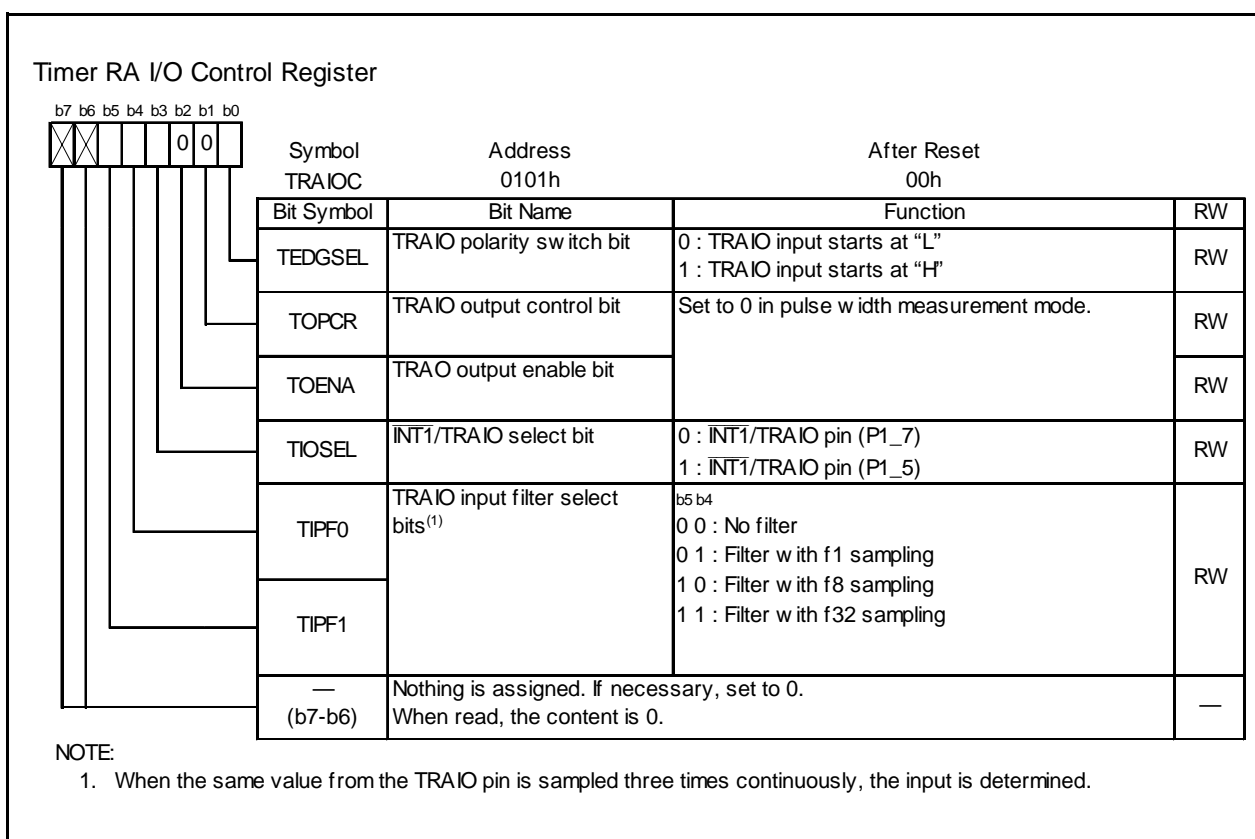 Timer RA I/O Control Register
b7 b6 b5 b4 b3 b2 b1 b0
0 0
Symbol Address After Reset
TRAIOC 0101h 00h
Bit Symbol Bit Name Function RW
TEDGSEL TRAIO polarity switch bit 0 : TRAIO input starts at “L” RW
1 : TRAIO input starts at “H”
TOPCR TRAIO output control bit Set to 0 in pulse width measurement mode. RW
TOENA TRAO output enable bit RW
TIOSEL INT1/TRAIO select bit 0 : INT1/TRAIO pin (P1_7) RW
1 : INT1/TRAIO pin (P1_5)
TIPF0 TRAIO input filter select b5 b4 RW
bits(1) 0 0 : No filter
0 1 : Filter with f1 sampling
1 0 : Filter with f8 sampling
TIPF1 1 1 : Filter with f32 sampling
— Nothing is assigned. If necessary, set to 0. —
(b7-b6) When read, the content is 0.
NOTE:
1. When the same value from the TRAIO pin is sampled three times continuously, the input is determined.